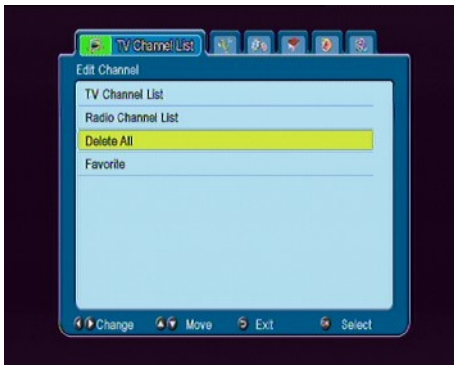 TV Channel List
Edit Channel
TV Channel List
Radio Channel List
Delete All
Favorite
Change Move Exit Select